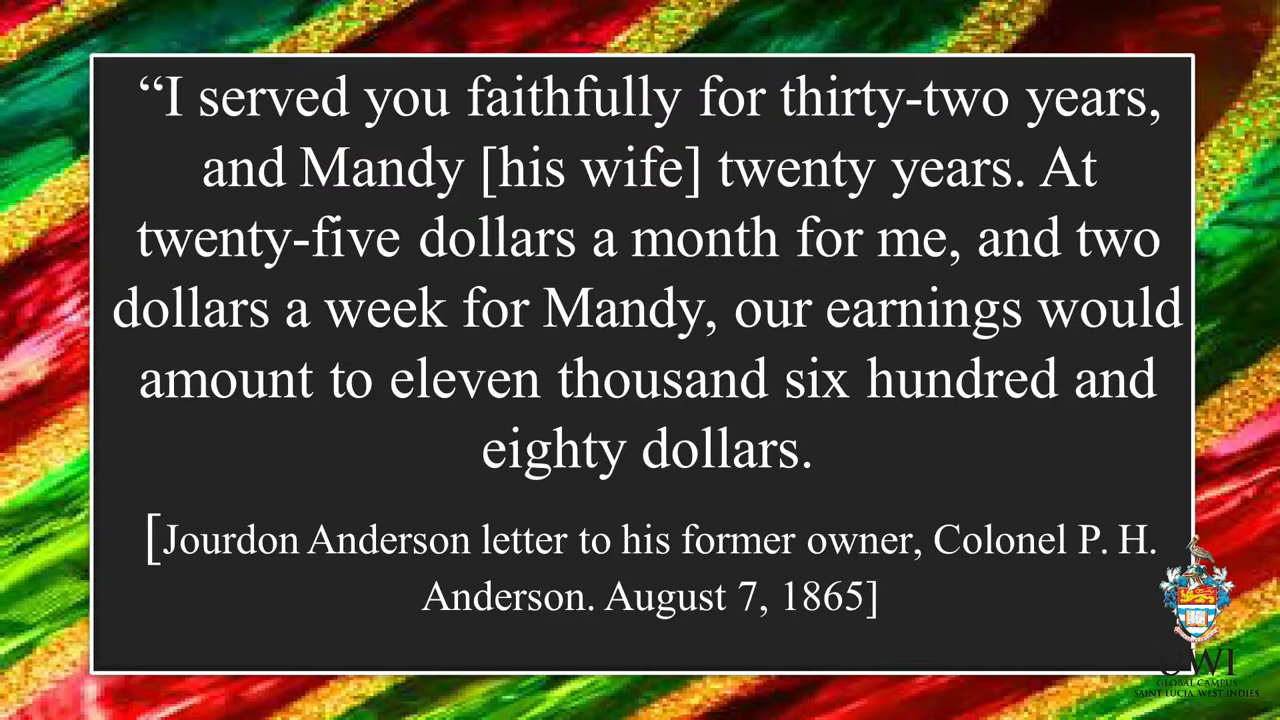 “I served you faithfully for thirty-two years,
and Mandy [his wife] twenty years. At
twenty-five dollars a month for me, and two
dollars a week for Mandy, our earnings would
amount to eleven thousand six hundred and
eighty dollars.
[Jourdon Anderson letter to his former owner, Colonel P. H.
Anderson. August 7, 1865]
UWI
GLOBAL CAMPUS
SAINT LUCIA, WEST INDIES